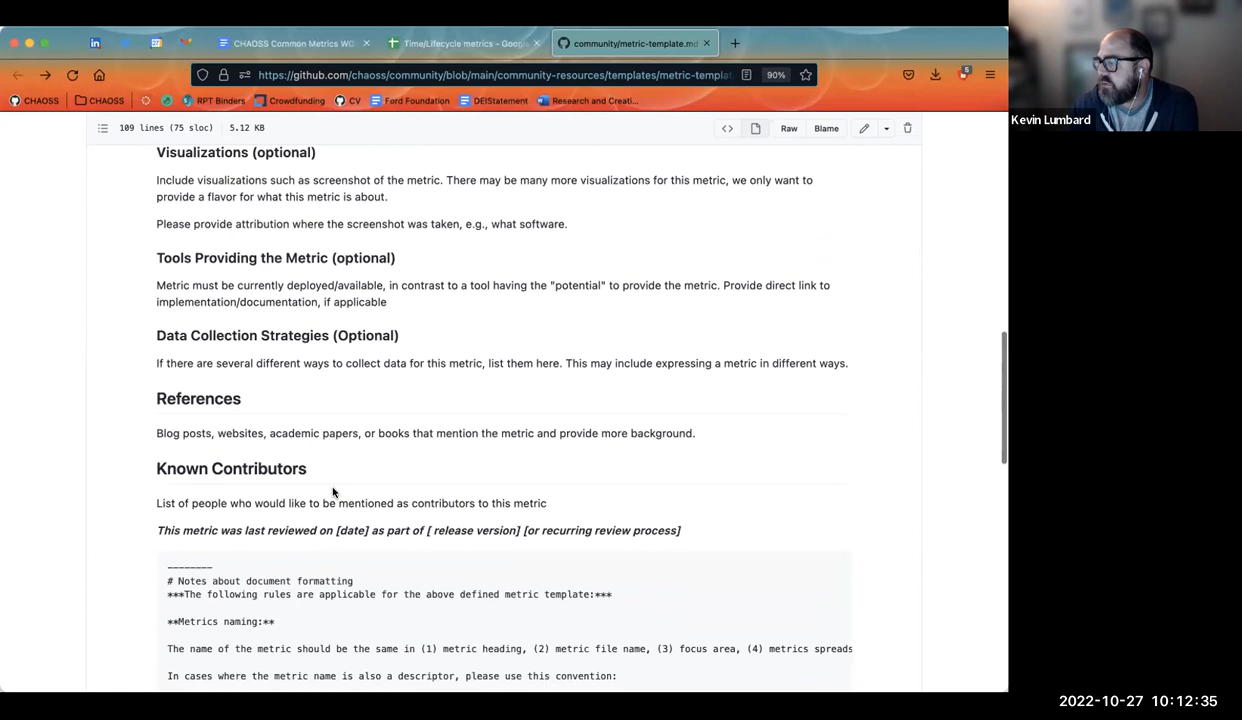 CHAOSS Common Metrics WG
Time/Lifecycle metrics - Goog
community/metric-template.md
https://github.com/chaoss/community/blob/main/community-resources/templates/metric-templat
90%
5
CHAOSS
CHAOSS
RPT Binders
Crowdfunding
CV
Ford Foundation
DEIStatement
Research and Creati...
Kevin Lumbard
109 lines (75 sloc)
5.12 KB
Raw
Blame
Visualizations (optional)
Include visualizations such as screenshot of the metric. There may be many more visualizations for this metric, we only want to
provide a flavor for what this metric is about.
Please provide attribution where the screenshot was taken, e.g., what software.
Tools Providing the Metric (optional)
Metric must be currently deployed/available, in contrast to a tool having the "potential" to provide the metric. Provide direct link to
implementation/documentation, if applicable
Data Collection Strategies (Optional)
If there are several different ways to collect data for this metric, list them here. This may include expressing a metric in different ways.
References
Blog posts, websites, academic papers, or books that mention the metric and provide more background.
Known Contributors
List of people who would like to be mentioned as contributors to this metric
This metric was last reviewed on [date] as part of [ release version] [or recurring review process]
--------
# Notes about document formatting
***The following rules are applicable for the above defined metric template:***
**Metrics naming:**
The name of the metric should be the same in (1) metric heading, (2) metric file name, (3) focus area, (4) metrics spreads
In cases where the metric name is also a descriptor, please use this convention:
2022-10-27 10:12:35